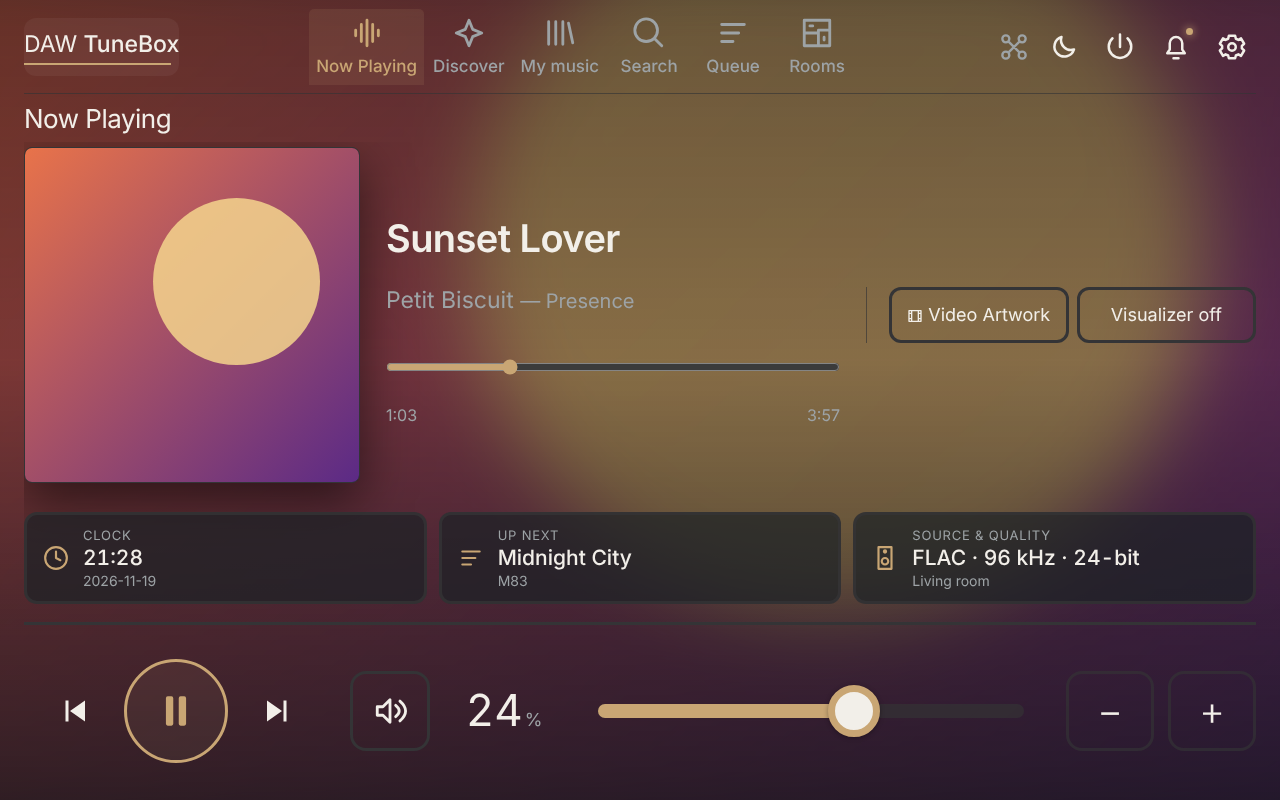 DAW TuneBox
Now Playing
Discover
My music
Search
Queue
Rooms
Now Playing
Sunset Lover
Petit Biscuit — Presence
Video Artwork
Visualizer off
1:03
3:57
CLOCK
21:28
2026-11-19
UP NEXT
Midnight City
M83
SOURCE & QUALITY
FLAC · 96 kHz · 24-bit
Living room
24%